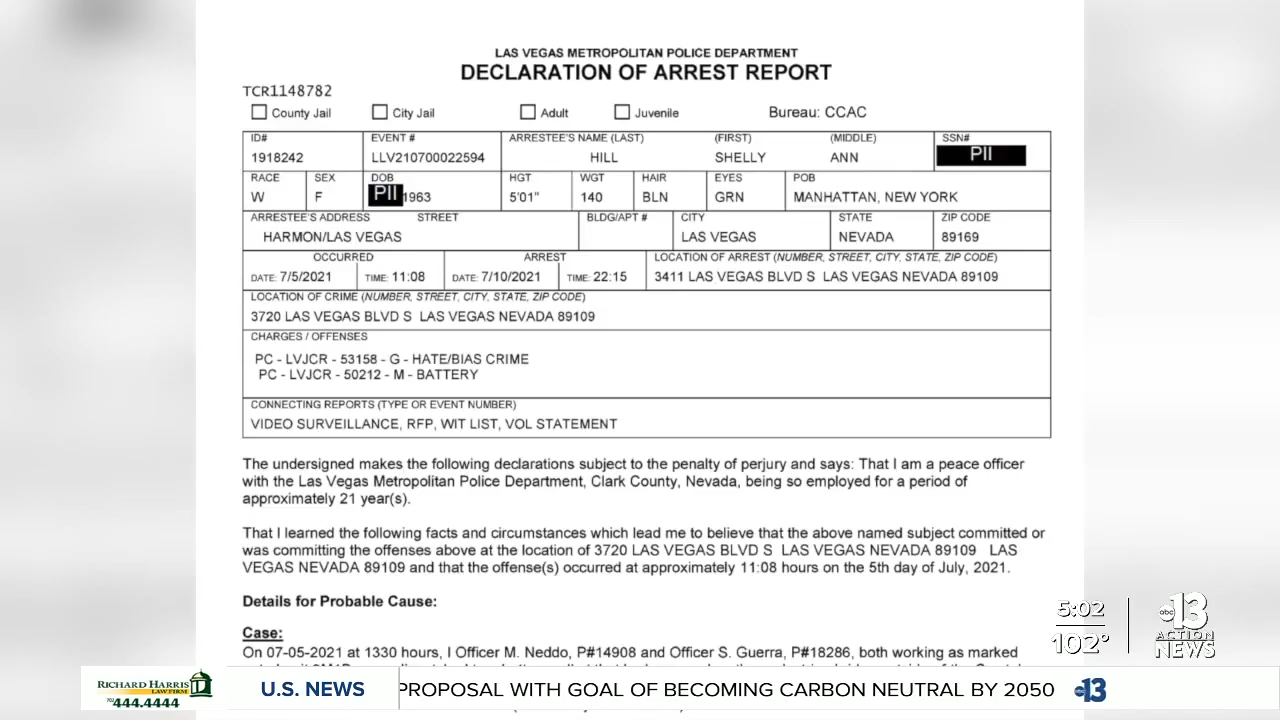 LAS VEGAS METROPOLITAN POLICE DEPARTMENT
DECLARATION OF ARREST REPORT
TCR1148782
County Jail City Jail Adult Juvenile Bureau: CCAC
ID# EVENT # ARRESTEE'S NAME (LAST) (FIRST) (MIDDLE) SSN#
1918242 LLV210700022594 HILL SHELLY ANN PII
RACE SEX DOB HGT WGT HAIR EYES POB
W F PII 1963 5'01" 140 BLN GRN MANHATTAN, NEW YORK
ARRESTEE'S ADDRESS STREET BLDG/APT # CITY STATE ZIP CODE
HARMON/LAS VEGAS LAS VEGAS NEVADA 89169
OCCURRED ARREST LOCATION OF ARREST (NUMBER, STREET, CITY, STATE, ZIP CODE)
DATE: 7/5/2021 TIME: 11:08 DATE: 7/10/2021 TIME: 22:15 3411 LAS VEGAS BLVD S LAS VEGAS NEVADA 89109
LOCATION OF CRIME (NUMBER, STREET, CITY, STATE, ZIP CODE)
3720 LAS VEGAS BLVD S LAS VEGAS NEVADA 89109
CHARGES / OFFENSES
PC - LVJCR - 53158 - G - HATE/BIAS CRIME
PC - LVJCR - 50212 - M - BATTERY
CONNECTING REPORTS (TYPE OR EVENT NUMBER)
VIDEO SURVEILLANCE, RFP, WIT LIST, VOL STATEMENT
The undersigned makes the following declarations subject to the penalty of perjury and says: That I am a peace officer
with the Las Vegas Metropolitan Police Department, Clark County, Nevada, being so employed for a period of
approximately 21 year(s).
That I learned the following facts and circumstances which lead me to believe that the above named subject committed or
was committing the offenses above at the location of 3720 LAS VEGAS BLVD S LAS VEGAS NEVADA 89109 LAS
VEGAS NEVADA 89109 and that the offense(s) occurred at approximately 11:08 hours on the 5th day of July, 2021.
Details for Probable Cause:
Case:
On 07-05-2021 at 1330 hours, I Officer M. Neddo, P#14908 and Officer S. Guerra, P#18286, both working as marked
5:02
102°
abc 13
ACTION
NEWS
RICHARD HARRIS
LAW FIRM
702 444.4444
U.S. NEWS
PROPOSAL WITH GOAL OF BECOMING CARBON NEUTRAL BY 2050
abc 13